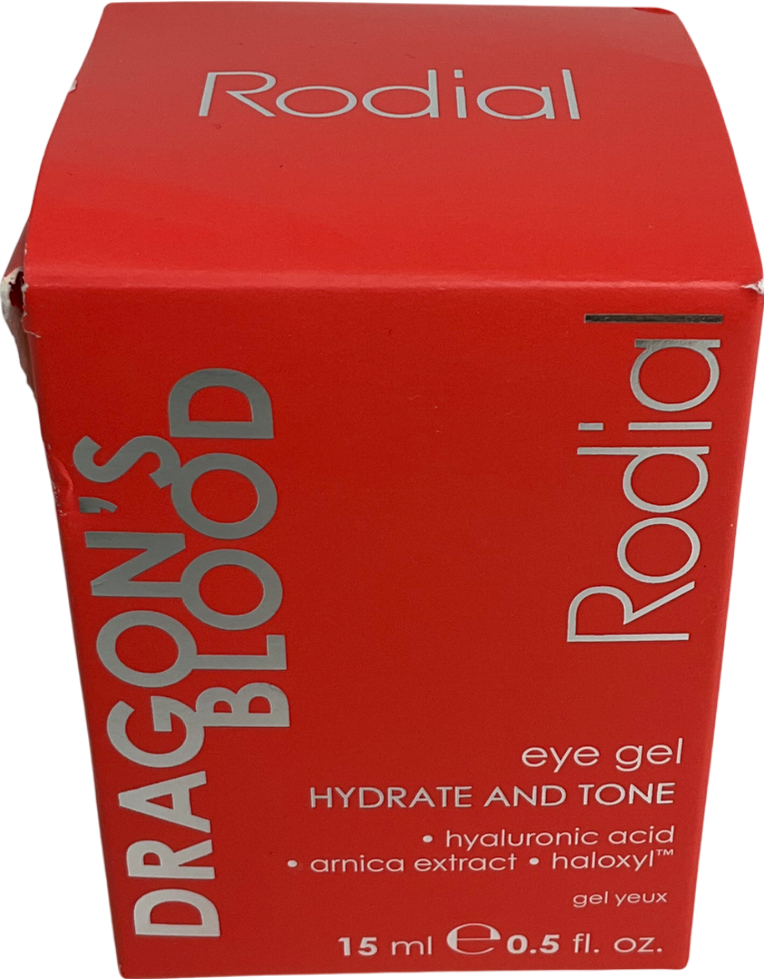 Rodial
DRAGON'S
BLOOD
Rodial
eye gel
HYDRATE AND TONE
• hyaluronic acid
• arnica extract • haloxyl™
gel yeux
15 ml ℮ 0.5 fl. oz.